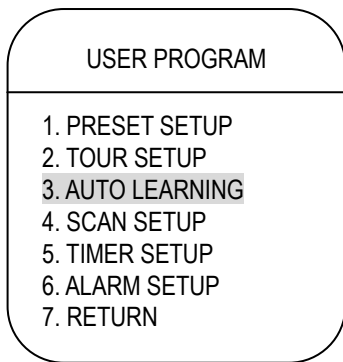 USER PROGRAM
1. PRESET SETUP
2. TOUR SETUP
3. AUTO LEARNING
4. SCAN SETUP
5. TIMER SETUP
6. ALARM SETUP
7. RETURN